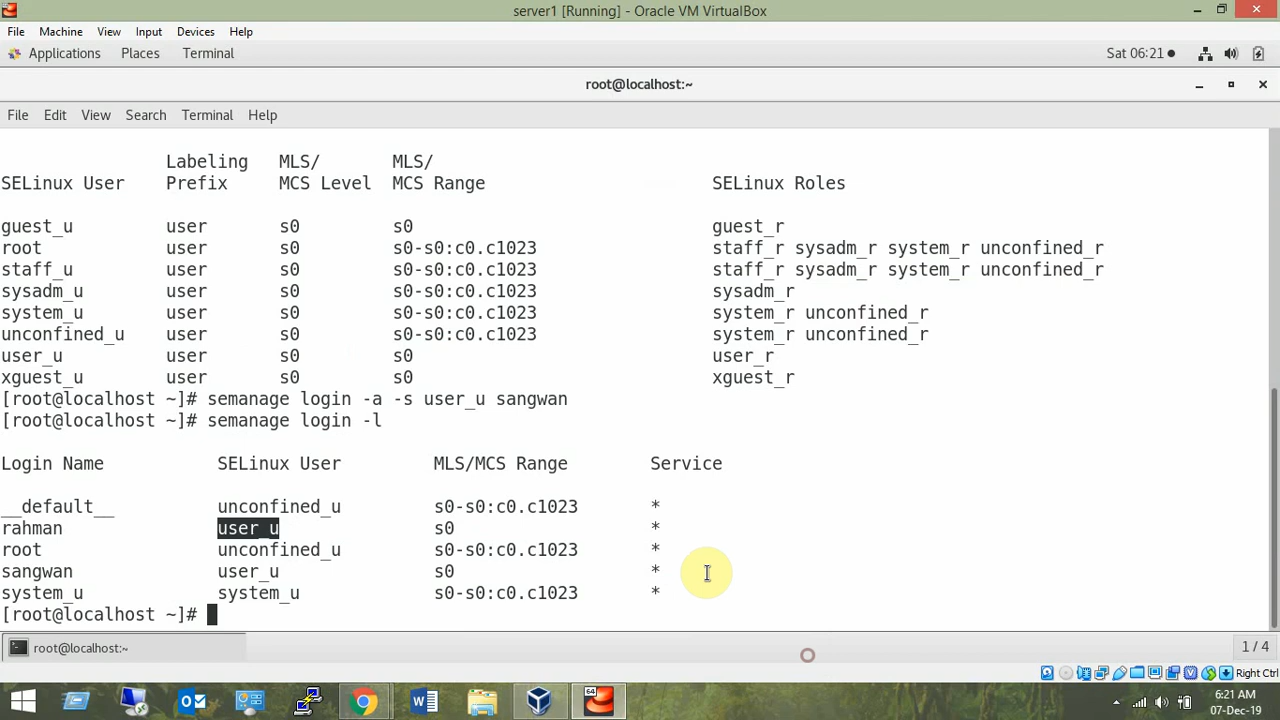 server1 [Running] - Oracle VM VirtualBox
File Machine View Input Devices Help
Applications Places Terminal Sat 06:21
root@localhost:~
File Edit View Search Terminal Help
Labeling MLS/ MLS/
SELinux User Prefix MCS Level MCS Range SELinux Roles
guest_u user s0 s0 guest_r
root user s0 s0-s0:c0.c1023 staff_r sysadm_r system_r unconfined_r
staff_u user s0 s0-s0:c0.c1023 staff_r sysadm_r system_r unconfined_r
sysadm_u user s0 s0-s0:c0.c1023 sysadm_r
system_u user s0 s0-s0:c0.c1023 system_r unconfined_r
unconfined_u user s0 s0-s0:c0.c1023 system_r unconfined_r
user_u user s0 s0 user_r
xguest_u user s0 s0 xguest_r
[root@localhost ~]# semanage login -a -s user_u sangwan
[root@localhost ~]# semanage login -l
Login Name SELinux User MLS/MCS Range Service
__default__ unconfined_u s0-s0:c0.c1023 *
rahman user_u s0 *
root unconfined_u s0-s0:c0.c1023 *
sangwan user_u s0 *
system_u system_u s0-s0:c0.c1023 *
[root@localhost ~]#
root@localhost:~ 1 / 4
Right Ctrl
64
6:21 AM
07-Dec-19